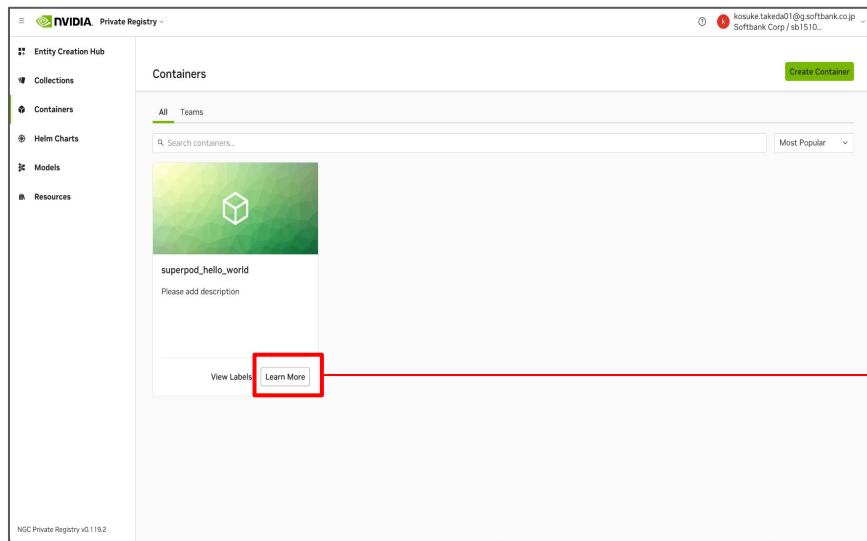 NVIDIA. Private Registry
kosuke.takeda01@g.softbank.co.jp
k
Softbank Corp / sb1510...
Entity Creation Hub
Collections
Containers
Helm Charts
Models
Resources
NGC Private Registry v0.119.2
Containers
Create Container
All Teams
Search containers...
Most Popular
superpod_hello_world
Please add description
View Labels
Learn More